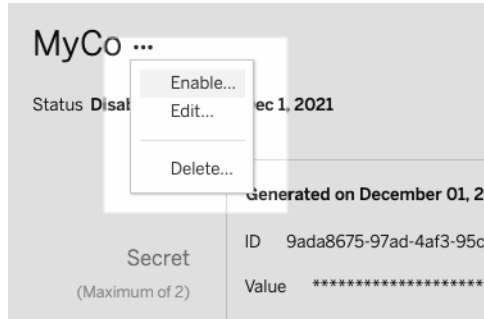 MyCo ...
Enable...
Status Disab ec 1, 2021
Edit...
Delete...
Generated on December 01, 2
Secret
ID 9ada8675-97ad-4af3-95c
(Maximum of 2)
Value *********************